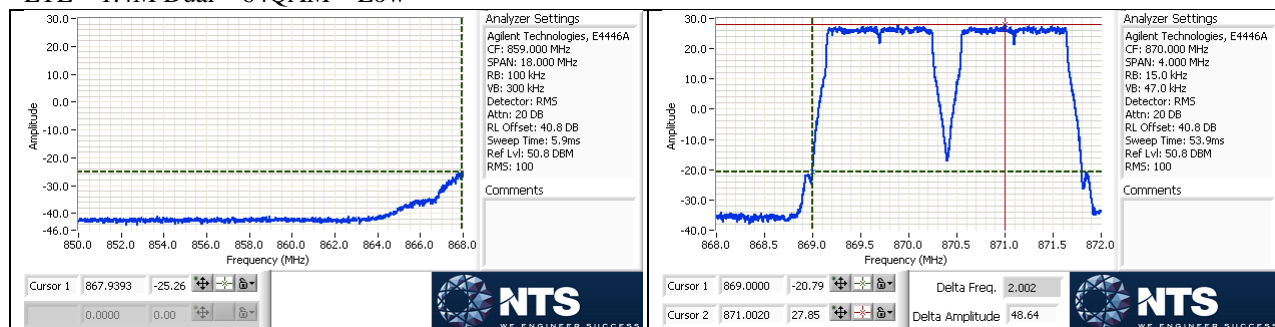 LTE 1.4M Dual 64QAM Low
30.0
20.0
10.0
0.0
-10.0
-20.0
-30.0
-40.0
-46.0
Amplitude
850.0 852.0 854.0 856.0 858.0 860.0 862.0 864.0 866.0 868.0
Frequency (MHz)
Analyzer Settings
Agilent Technologies, E4446A
CF: 859.000 MHz
SPAN: 18.000 MHz
RB: 100 kHz
VB: 300 kHz
Detector: RMS
Attn: 20 DB
RL Offset: 40.8 DB
Sweep Time: 5.9ms
Ref Lvl: 50.8 DBM
RMS: 100
Comments
Cursor 1 867.9393 -25.26
0.0000 0.00
NTS
WE ENGINEER SUCCESS
30.0
20.0
10.0
0.0
-10.0
-20.0
-30.0
-40.0
Amplitude
868.0 868.5 869.0 869.5 870.0 870.5 871.0 871.5 872.0
Frequency (MHz)
Analyzer Settings
Agilent Technologies, E4446A
CF: 870.000 MHz
SPAN: 4.000 MHz
RB: 15.0 kHz
VB: 47.0 kHz
Detector: RMS
Attn: 20 DB
RL Offset: 40.8 DB
Sweep Time: 53.9ms
Ref Lvl: 50.8 DBM
RMS: 100
Comments
Cursor 1 869.0000 -20.79
Cursor 2 871.0020 27.85
Delta Freq. 2.002
Delta Amplitude 48.64
NTS
WE ENGINEER SUCCESS